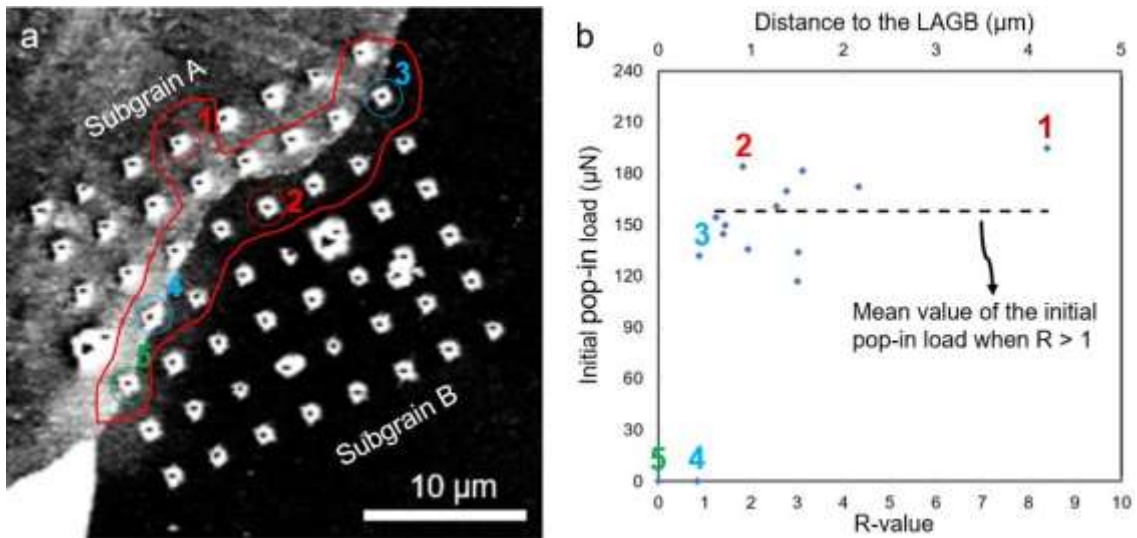 a
Subgrain A
1
2
3
4
5
Subgrain B
10 µm
b
Distance to the LAGB (µm)
0 1 2 3 4 5
Initial pop-in load (µN)
240
210
180
150
120
90
60
30
0
1
2
3
Mean value of the initial
pop-in load when R > 1
5
4
0 1 2 3 4 5 6 7 8 9 10
R-value